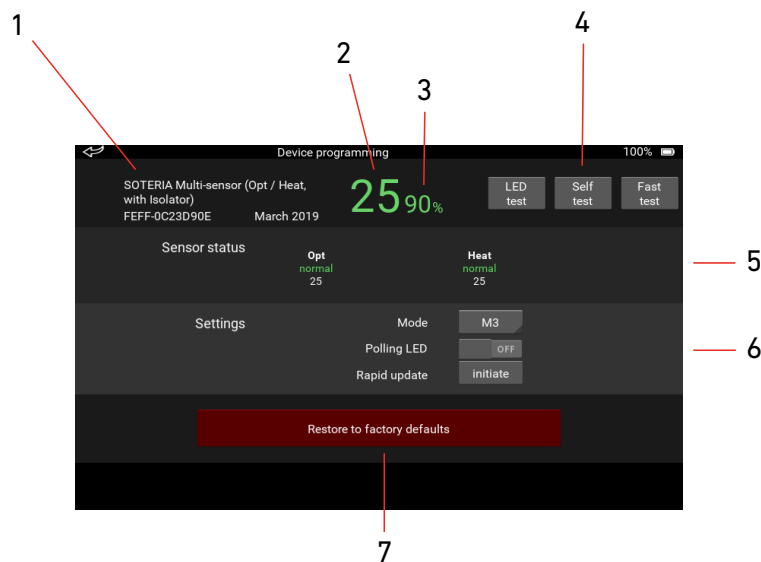 1
2
3
4
Device programming
100%
SOTERIA Multi-sensor (Opt / Heat,
with Isolator)
FEFF-0C23D90E March 2019
25 90%
LED
test
Self
test
Fast
test
Sensor status
Opt
normal
25
Heat
normal
25
5
Settings
Mode M3
Polling LED OFF
6
Rapid update initiate
Restore to factory defaults
7